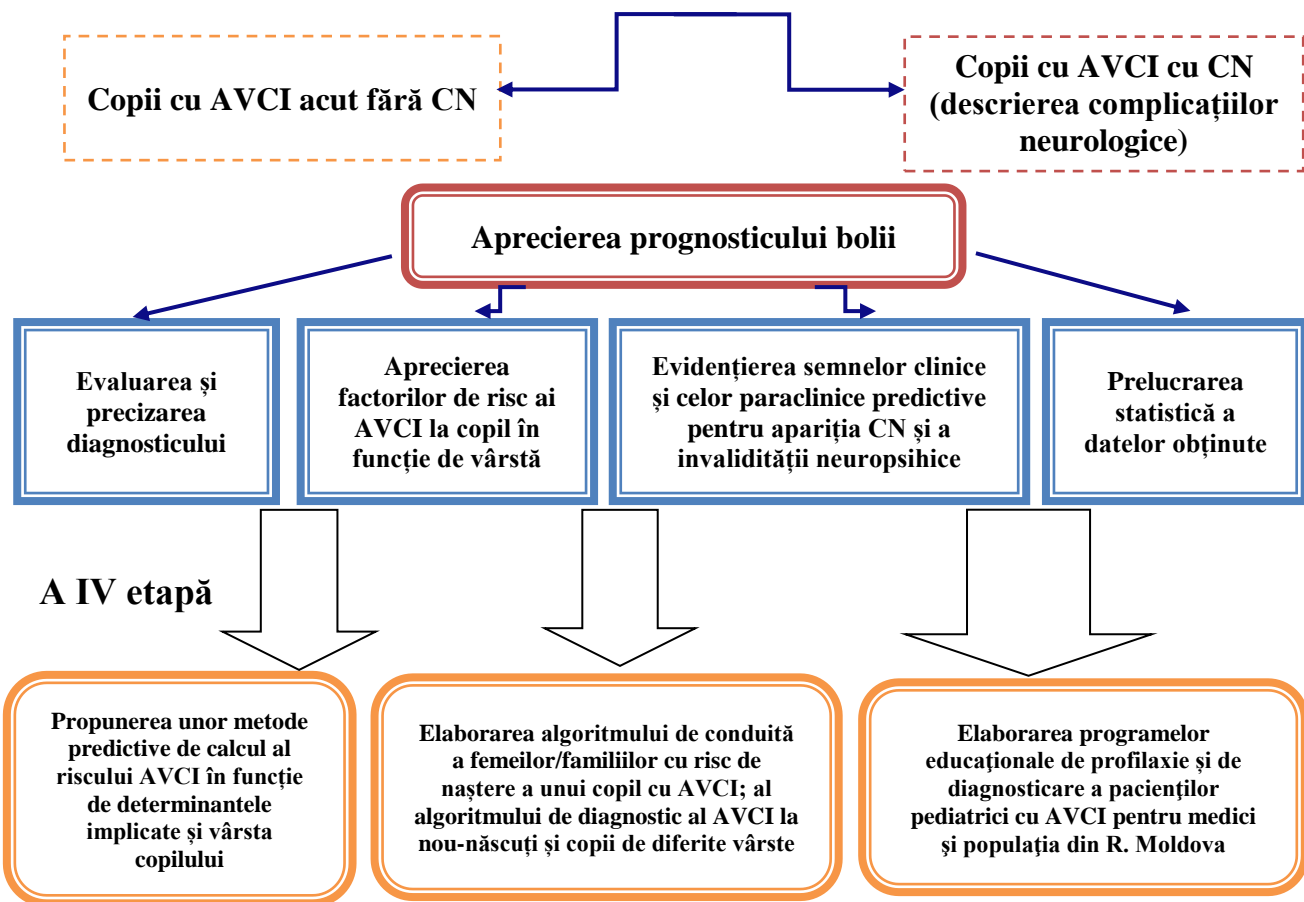 Copii cu AVCI acut fără CN
Copii cu AVCI cu CN
(descrierea complicațiilor
neurologice)
Aprecierea prognosticului bolii
Evaluarea și
precizarea
diagnosticului
Aprecierea
factorilor de risc ai
AVCI la copil în
funcție de vârstă
Evidențierea semnelor clinice
și celor paraclinice predictive
pentru apariția CN și a
invalidității neuropsihice
Prelucrarea
statistică a
datelor obținute
A IV etapă
Propunerea unor metode
predictive de calcul al
riscului AVCI în funcție
de determinantele
implicate și vârsta
copilului
Elaborarea algoritmului de conduită
a femeilor/familiilor cu risc de
naștere a unui copil cu AVCI; al
algoritmului de diagnostic al AVCI la
nou-născuți și copii de diferite vârste
Elaborarea programelor
educaţionale de profilaxie și de
diagnosticare a pacienţilor
pediatrici cu AVCI pentru medici
şi populaţia din R. Moldova